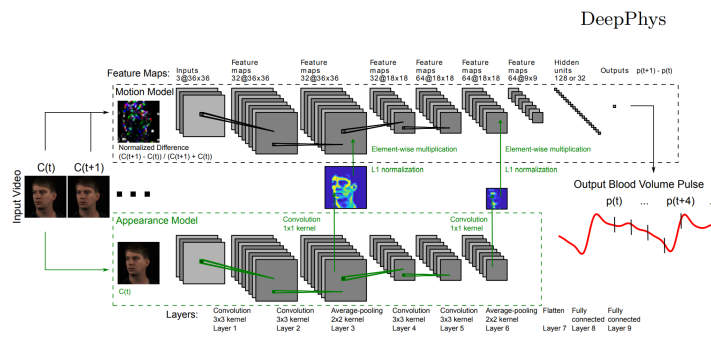 DeepPhys
Feature Maps:
Inputs
3@36x36
Feature
maps
32@36x36
Feature
maps
32@36x36
Feature
maps
32@18x18
Feature
maps
64@18x18
Feature
maps
64@18x18
Feature
maps
64@9x9
Hidden
units
128 or 32
Outputs
p(t+1) - p(t)
Motion Model
Normalized Difference
(C(t+1) - C(t)) / (C(t+1) + C(t))
Element-wise multiplication
L1 normalization
Element-wise multiplication
L1 normalization
Input Video
C(t)
C(t+1)
Output Blood Volume Pulse
p(t)
...
p(t+4)
Appearance Model
Convolution
1x1 kernel
Convolution
1x1 kernel
C(t)
Layers:
Convolution
3x3 kernel
Layer 1
Convolution
3x3 kernel
Layer 2
Average-pooling
2x2 kernel
Layer 3
Convolution
3x3 kernel
Layer 4
Convolution
3x3 kernel
Layer 5
Average-pooling
2x2 kernel
Layer 6
Flatten
Layer 7
Fully
connected
Layer 8
Fully
connected
Layer 9